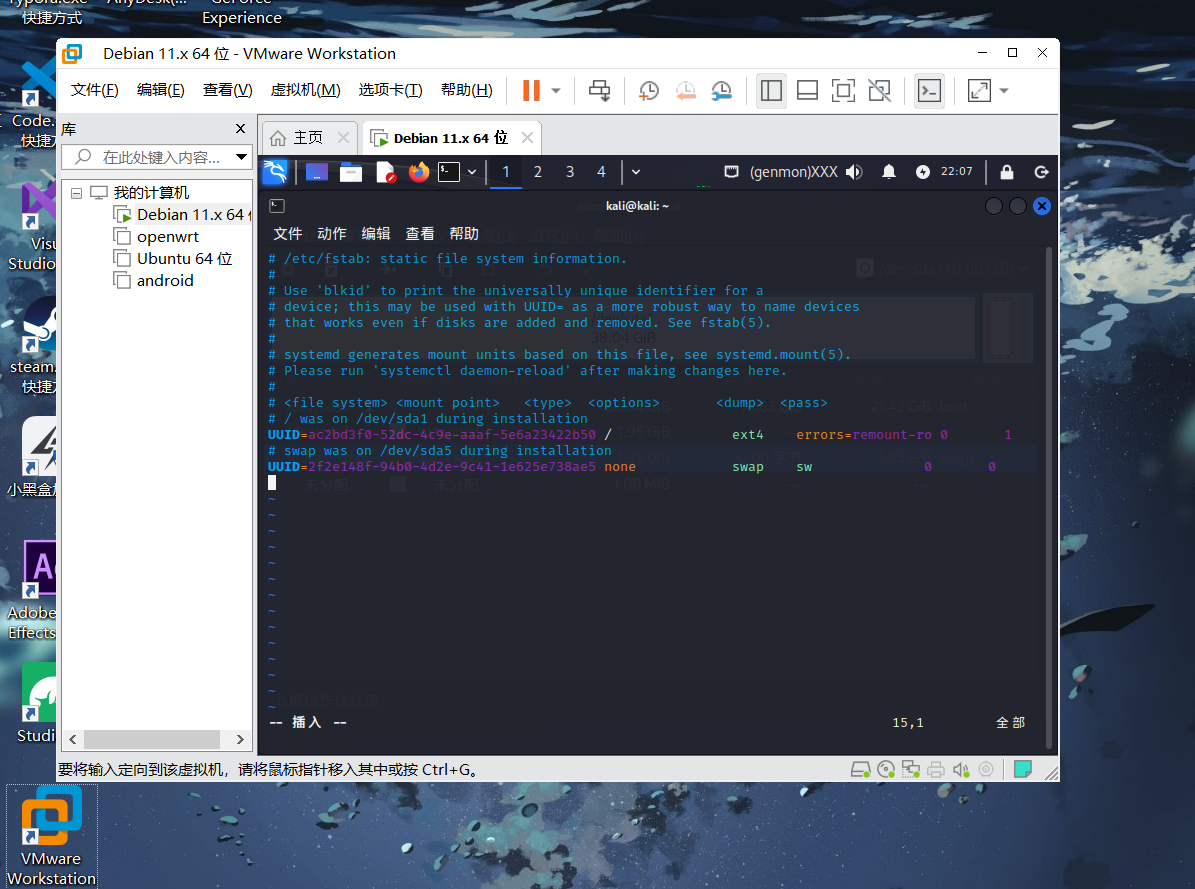 快捷方式
AnyDesk(...
GeForce
Experience
Code.
Studio
steam.
小黑盒
Adobe
Effects
VMware
Workstation
Debian 11.x 64 位 - VMware Workstation
文件(F) 编辑(E) 查看(V) 虚拟机(M) 选项卡(T) 帮助(H)
库
在此处键入内容...
我的计算机
Debian 11.x 64
openwrt
Ubuntu 64 位
android
主页
Debian 11.x 64 位
1 2 3 4
(genmon)XXX
22:07
kali@kali: ~
文件 动作 编辑 查看 帮助
# /etc/fstab: static file system information.
#
# Use 'blkid' to print the universally unique identifier for a
# device; this may be used with UUID= as a more robust way to name devices
# that works even if disks are added and removed. See fstab(5).
#
# systemd generates mount units based on this file, see systemd.mount(5).
# Please run 'systemctl daemon-reload' after making changes here.
#
# <file system> <mount point> <type> <options> <dump> <pass>
# / was on /dev/sda1 during installation
UUID=ac2bd3f0-52dc-4c9e-aaaf-5e6a23422b50 / ext4 errors=remount-ro 0 1
# swap was on /dev/sda5 during installation
UUID=2f2e148f-94b0-4d2e-9c41-1e625e738ae5 none swap sw 0 0
~
~
~
~
~
~
~
~
~
~
~
~
~
~
-- 插入 -- 15,1 全部
要将输入定向到该虚拟机，请将鼠标指针移入其中或按 Ctrl+G。